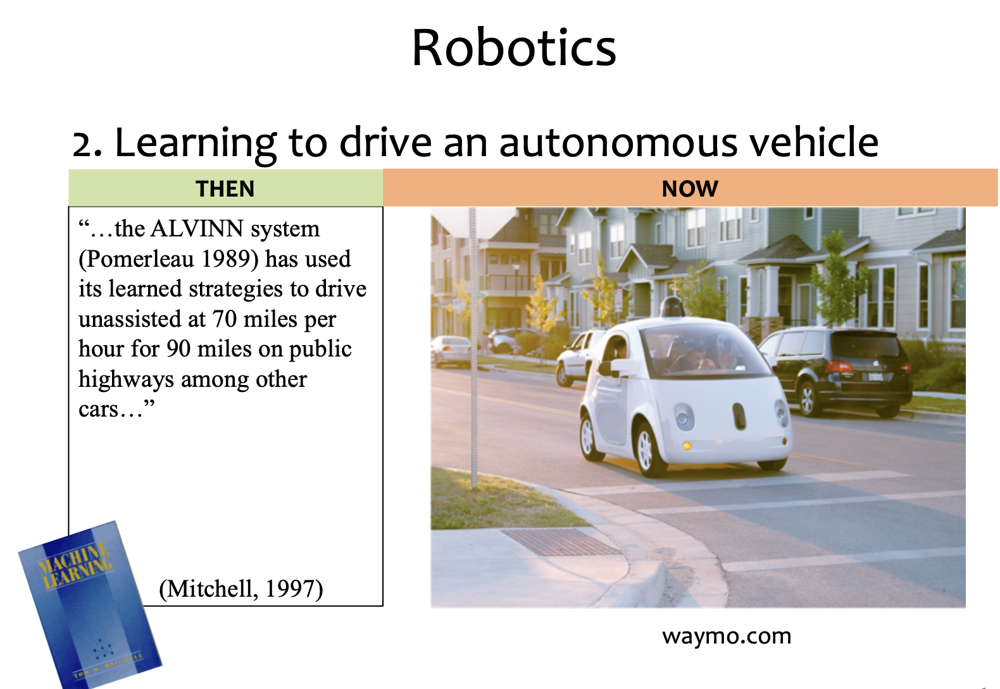 Robotics
2. Learning to drive an autonomous vehicle
THEN
NOW
“…the ALVINN system
(Pomerleau 1989) has used
its learned strategies to drive
unassisted at 70 miles per
hour for 90 miles on public
highways among other
cars…”
MACHINE
LEARNING
TOM M. MITCHELL
(Mitchell, 1997)
waymo.com